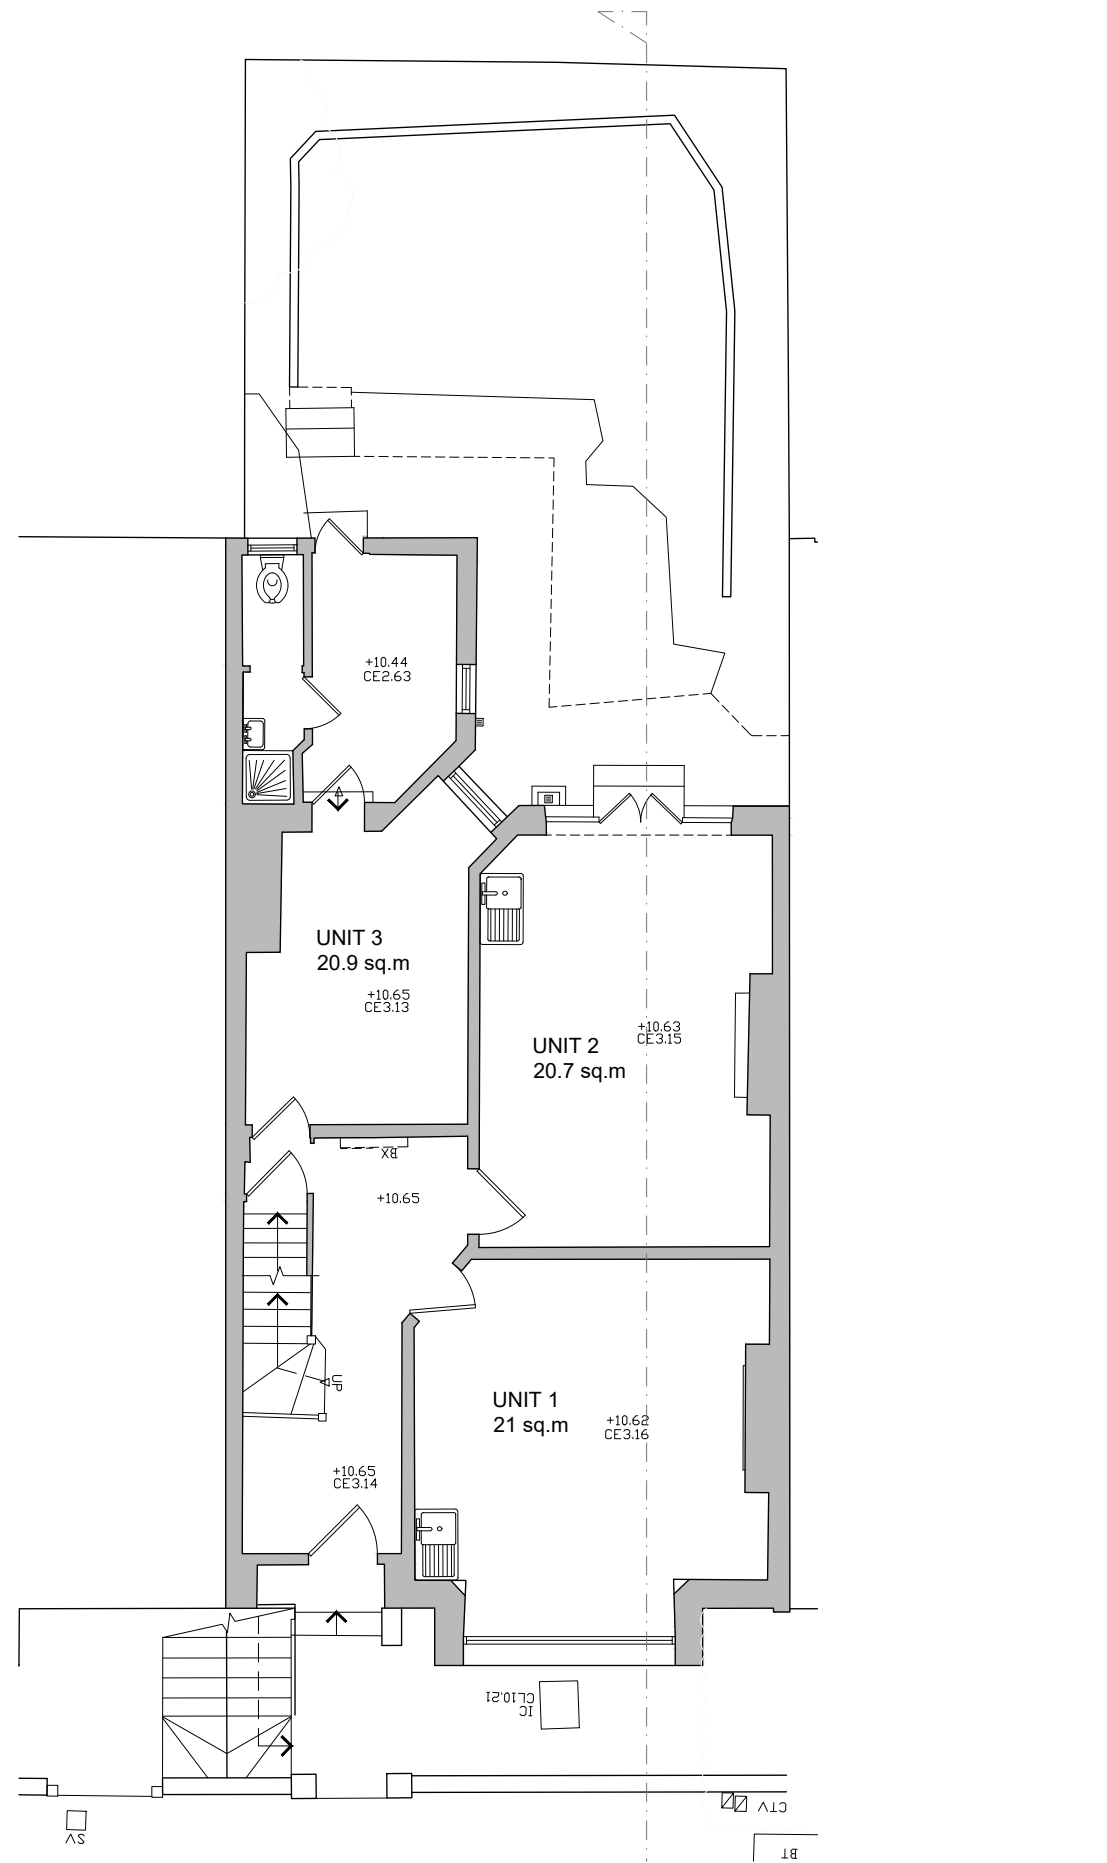 +10.44
CE2.63
UNIT 3
20.9 sq.m
+10.65
CE3.13
+10.63
CE3.15
UNIT 2
20.7 sq.m
BX
+10.65
UP
UNIT 1
21 sq.m
+10.62
CE3.16
+10.65
CE3.14
IC
CL10.21
CTV
SV
BT